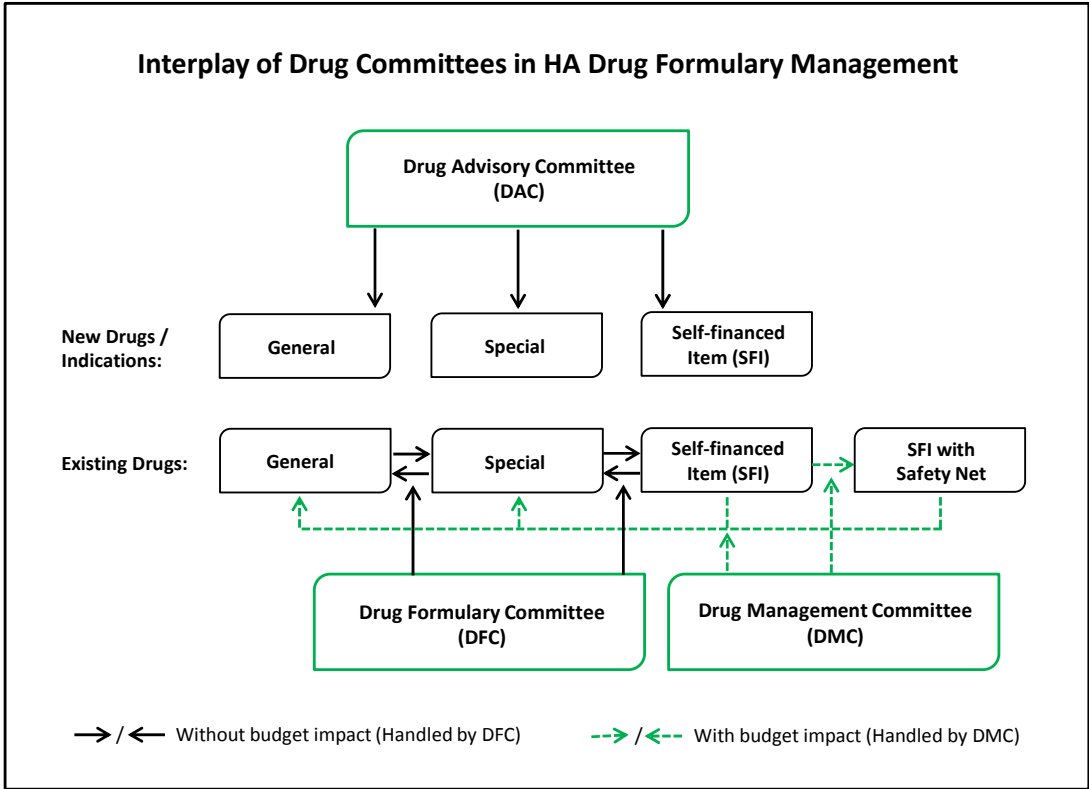 Interplay of Drug Committees in HA Drug Formulary Management
Drug Advisory Committee
(DAC)
New Drugs /
Indications:
General
Special
Self-financed
Item (SFI)
Existing Drugs:
General
Special
Self-financed
Item (SFI)
SFI with
Safety Net
Drug Formulary Committee
(DFC)
Drug Management Committee
(DMC)
/ Without budget impact (Handled by DFC)
/ With budget impact (Handled by DMC)